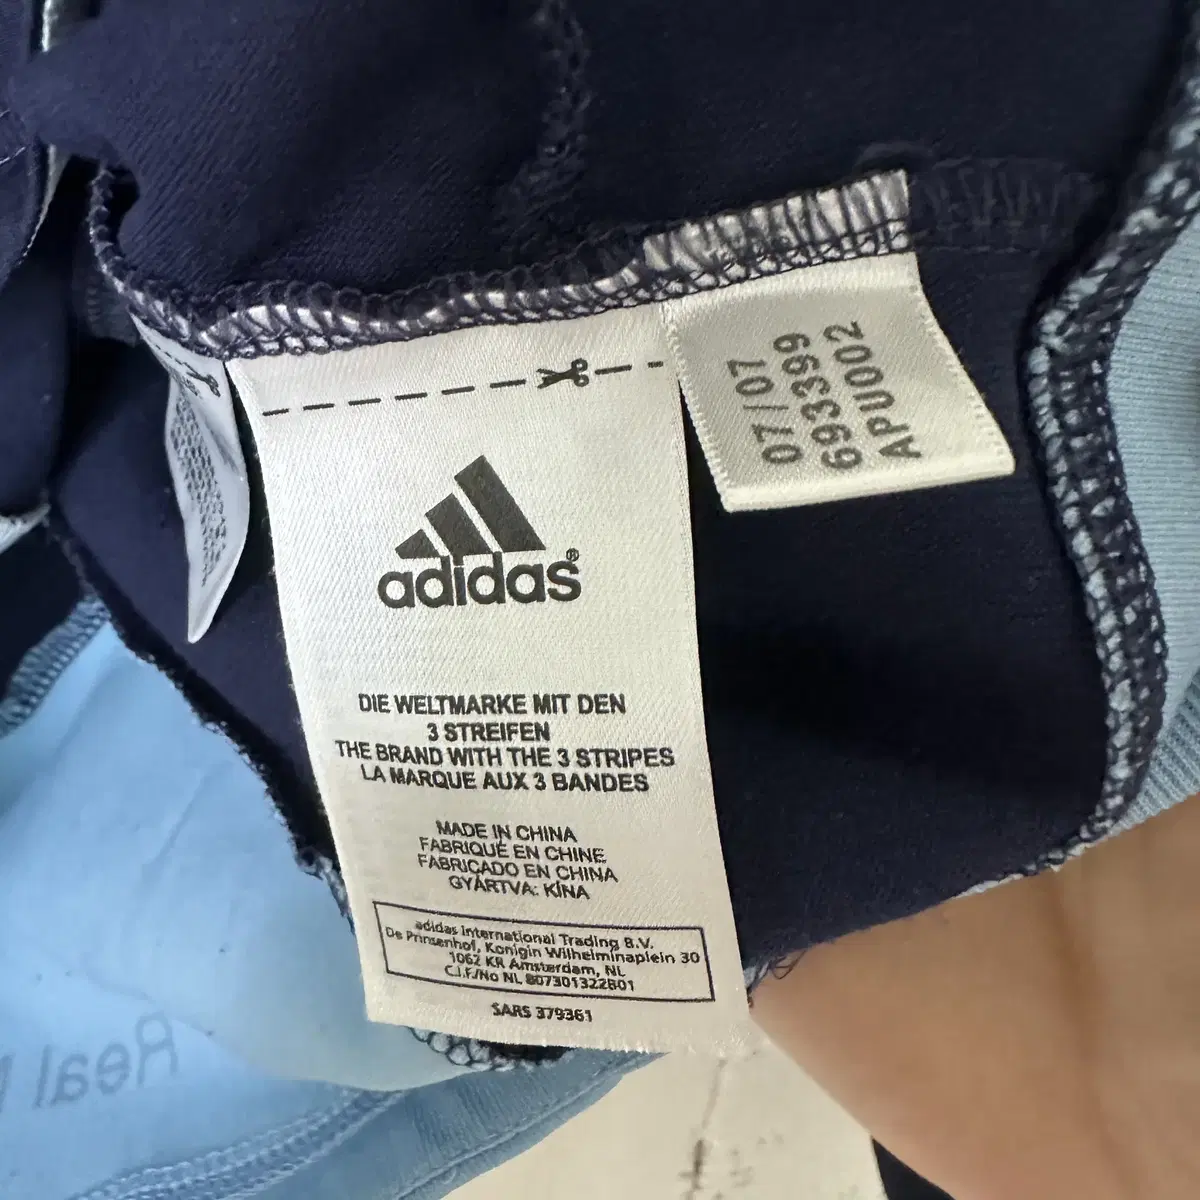 adidas®
DIE WELTMARKE MIT DEN
3 STREIFEN
THE BRAND WITH THE 3 STRIPES
LA MARQUE AUX 3 BANDES
MADE IN CHINA
FABRIQUÉ EN CHINE
FABRICADO EN CHINA
GYÁRTVA: KÍNA
adidas International Trading B.V.
De Prinsenhof, Konigin Wilhelminaplein 30
1062 KR Amsterdam, NL
C.I.F./No NL 807301322B01
SARS 379361
07/07
693399
APU002
Real